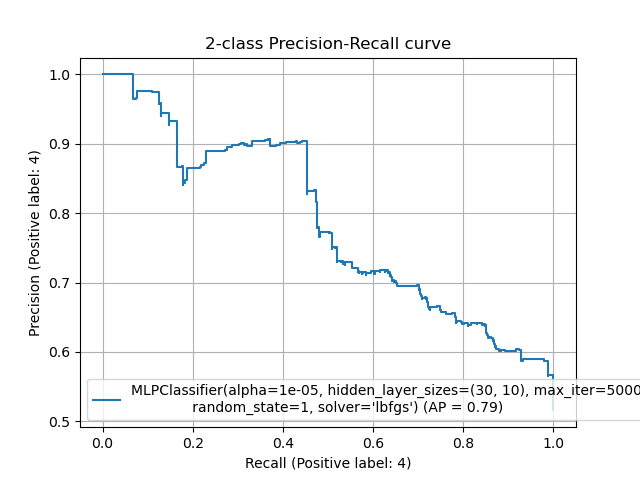 2-class Precision-Recall curve
1.0
0.9
0.8
0.7
0.6
0.5
Precision (Positive label: 4)
MLPClassifier(alpha=1e-05, hidden_layer_sizes=(30, 10), max_iter=5000
random_state=1, solver='lbfgs') (AP = 0.79)
0.0 0.2 0.4 0.6 0.8 1.0
Recall (Positive label: 4)